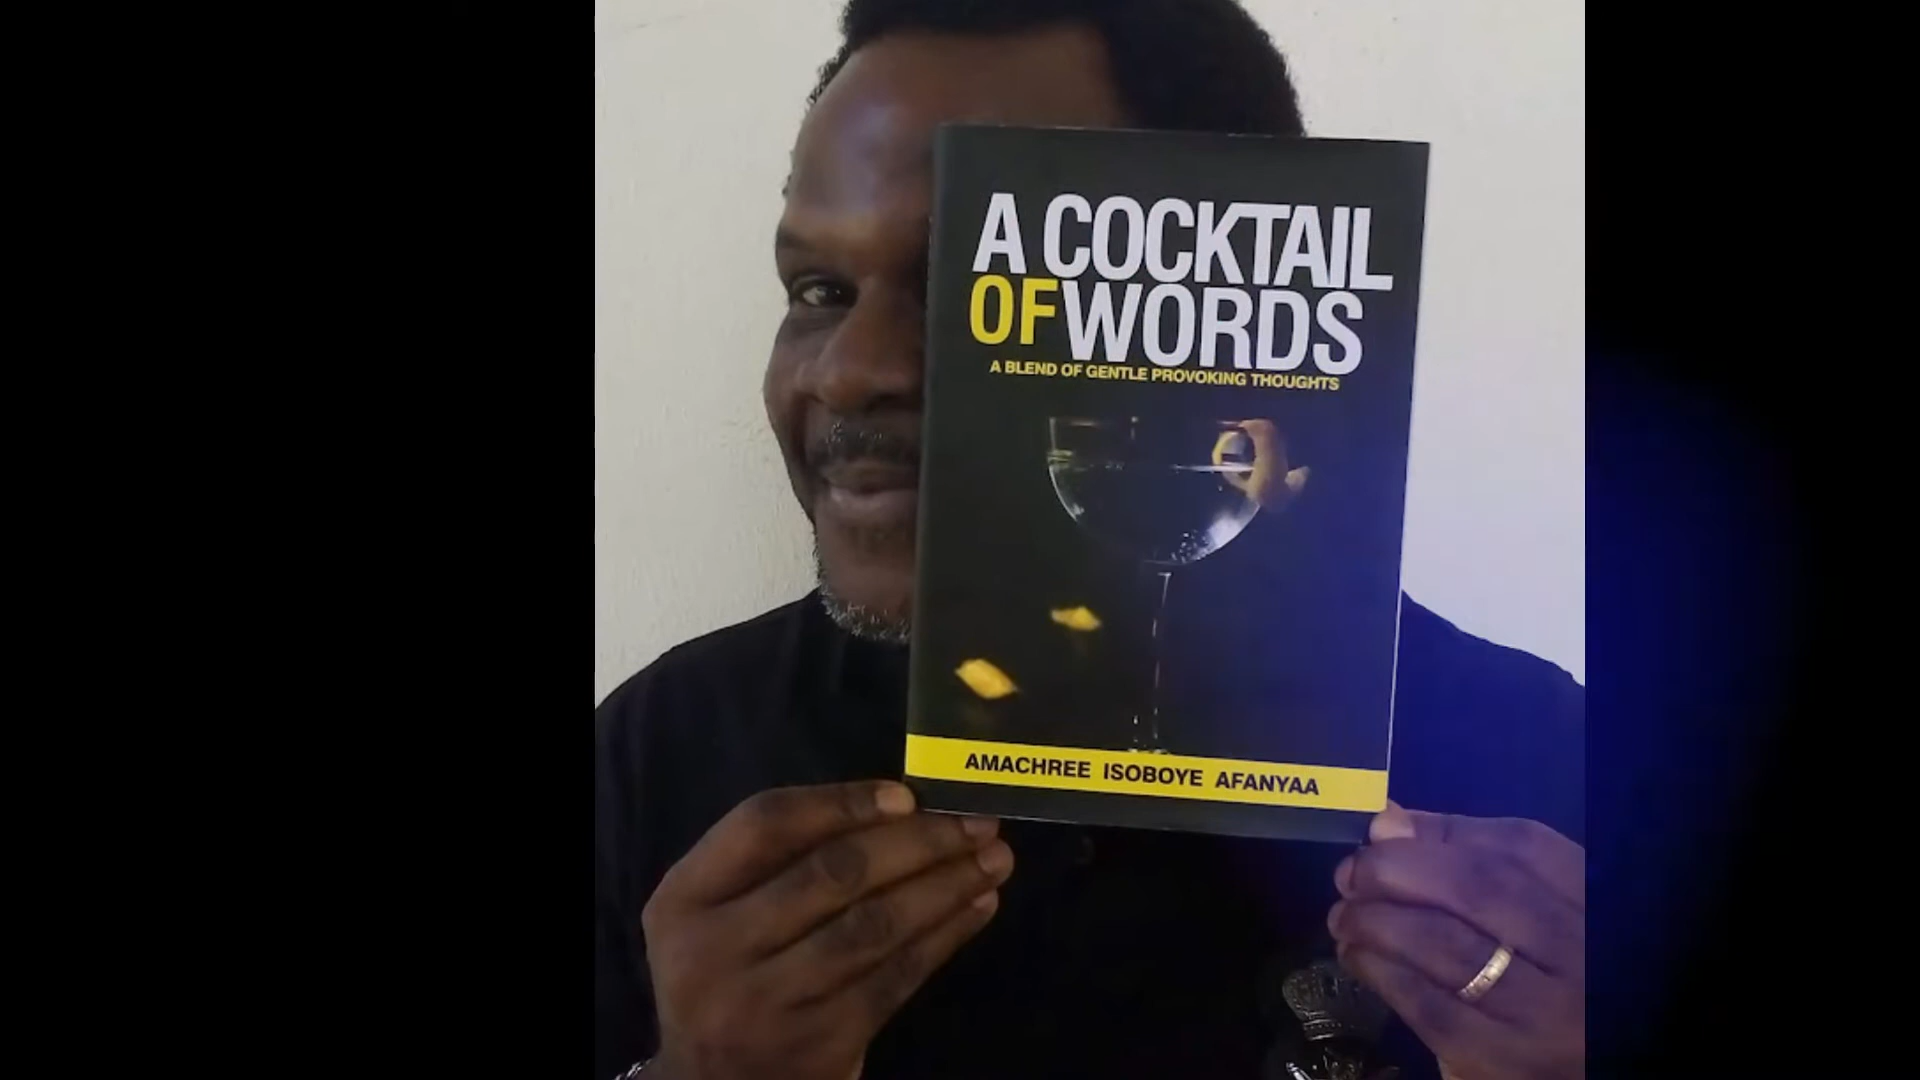 A COCKTAIL
OF WORDS
A BLEND OF GENTLE PROVOKING THOUGHTS
AMACHREE ISOBOYE AFANYAA